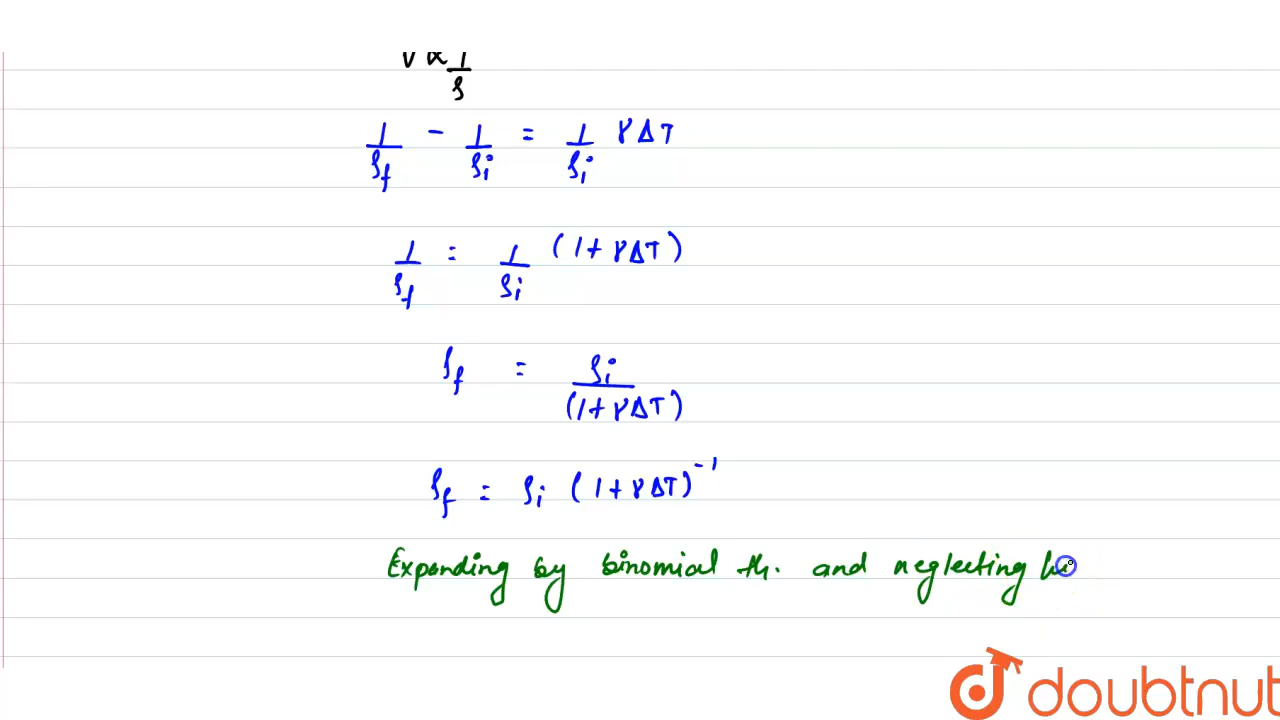 V ∝ 1/ρ
1/ρf - 1/ρi = 1/ρi γΔT
1/ρf = 1/ρi (1+γΔT)
ρf = ρi/(1+γΔT)
ρf = ρi (1+γΔT)⁻¹
Expanding by binomial th. and neglecting hi
doubtnut